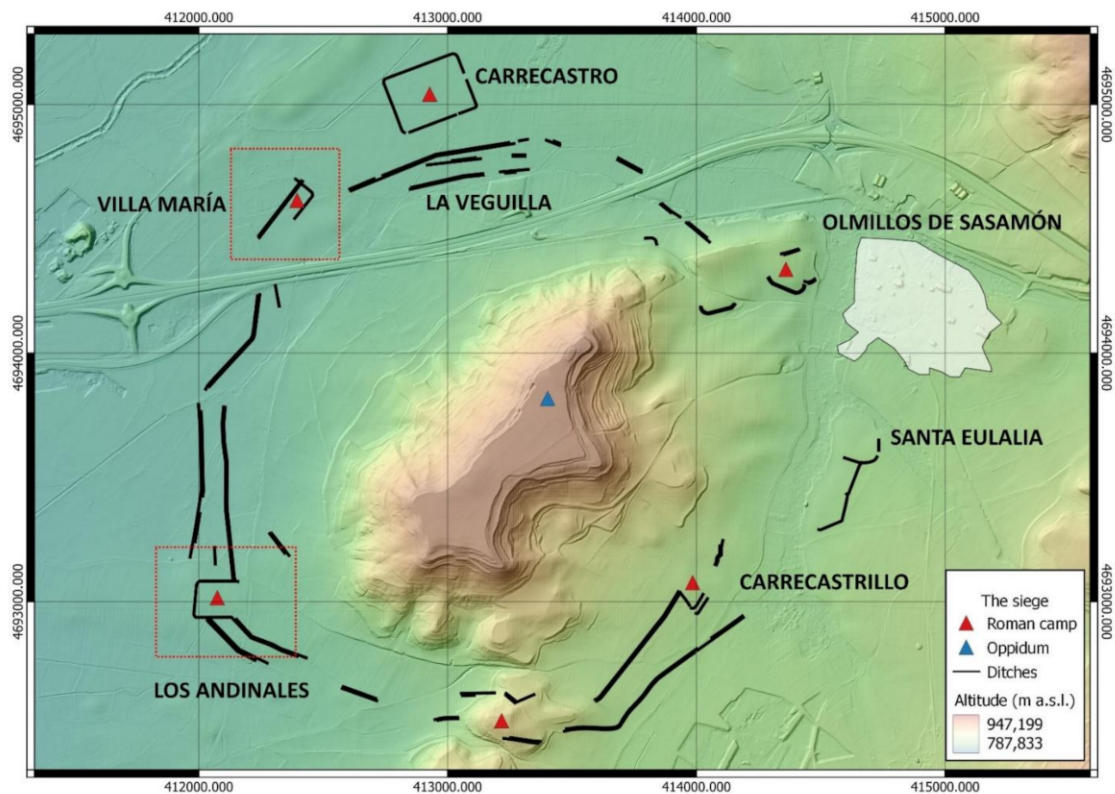 412000.000 413000.000 414000.000 415000.000
CARRECASTRO
4695000.000 4695000.000
VILLA MARÍA
LA VEGUILLA
OLMILLOS DE SASAMÓN
4694000.000 4694000.000
SANTA EULALIA
CARRECASTRILLO
4693000.000 4693000.000
LOS ANDINALES
The siege
Roman camp
Oppidum
Ditches
Altitude (m a.s.l.)
947,199
787,833
412000.000 413000.000 414000.000 415000.000